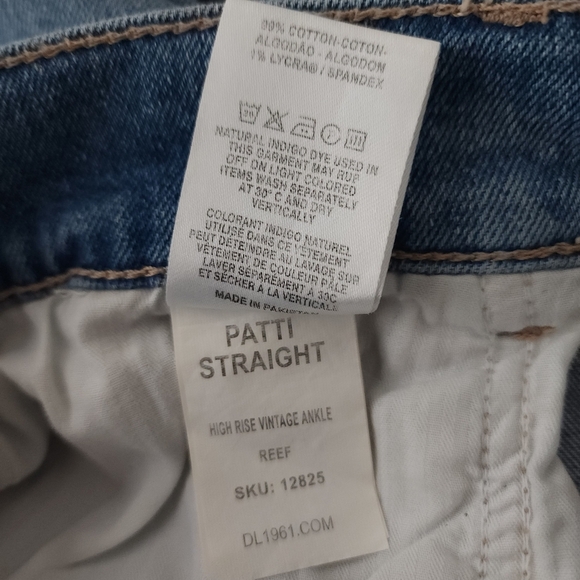 99% COTTON-COTON-
ALGODÃO - ALGODOM
1% LYCRA® / SPANDEX
NATURAL INDIGO DYE USED IN
THIS GARMENT MAY RUB
OFF ON LIGHT COLORED
ITEMS WASH SEPARATELY
AT 30° C AND DRY
VERTICALLY
COLORANT INDIGO NATUREL
UTILISÉ DANS CE VÊTEMENT
PEUT DÉTEINDRE AU LAVAGE SUR
VÊTEMENT DE COULEUR PÂLE
LAVER SÉPARÉMENT À 30C
ET SÉCHER A LA VERTICALE
MADE IN PAKISTAN
PATTI
STRAIGHT
HIGH RISE VINTAGE ANKLE
REEF
SKU: 12825
DL1961.COM